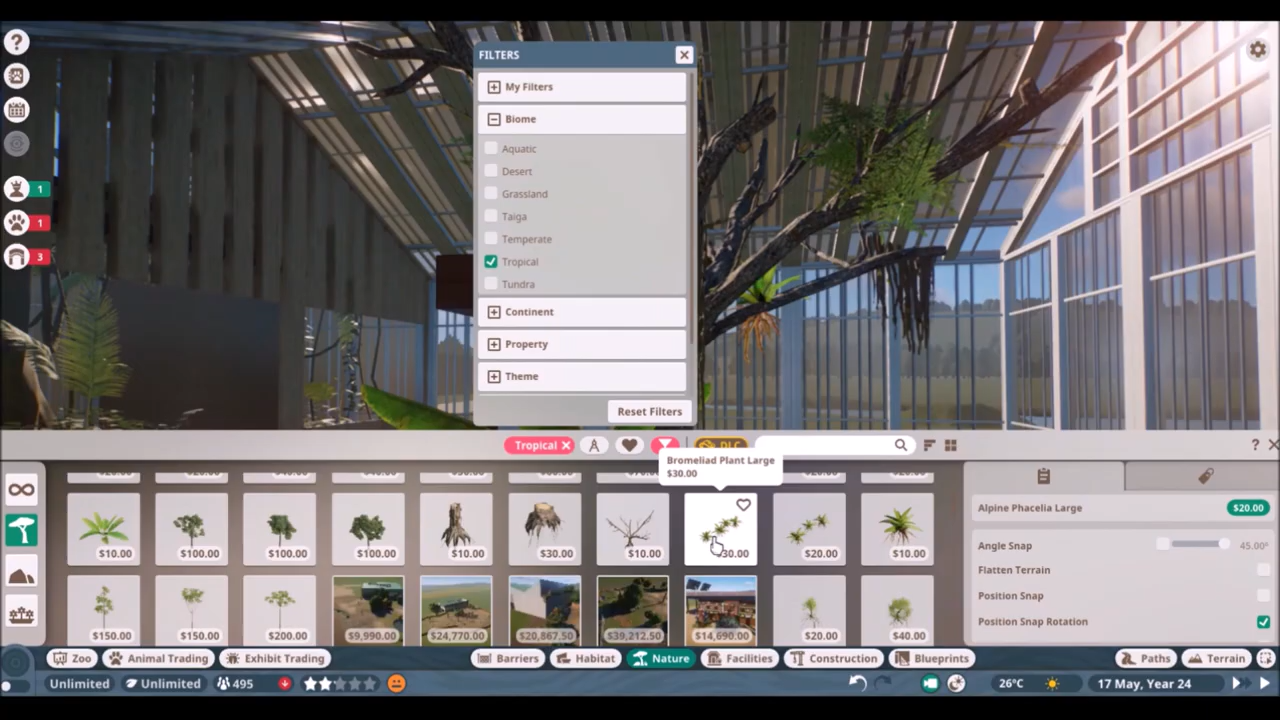 FILTERS
My Filters
Biome
Aquatic
Desert
Grassland
Taiga
Temperate
Tropical
Tundra
Continent
Property
Theme
Reset Filters
1
1
3
Tropical
Bromeliad Plant Large
$30.00
?
$10.00
$100.00
$100.00
$100.00
$10.00
$30.00
$10.00
$20.00
$10.00
$150.00
$150.00
$200.00
$9,990.00
$24,770.00
$20,867.50
$39,212.50
$14,690.00
$20.00
$40.00
Alpine Phacelia Large
$20.00
Angle Snap
45.00°
Flatten Terrain
Position Snap
Position Snap Rotation
Zoo
Animal Trading
Exhibit Trading
Barriers
Habitat
Nature
Facilities
Construction
Blueprints
Paths
Terrain
Unlimited
Unlimited
495
26°C
17 May, Year 24